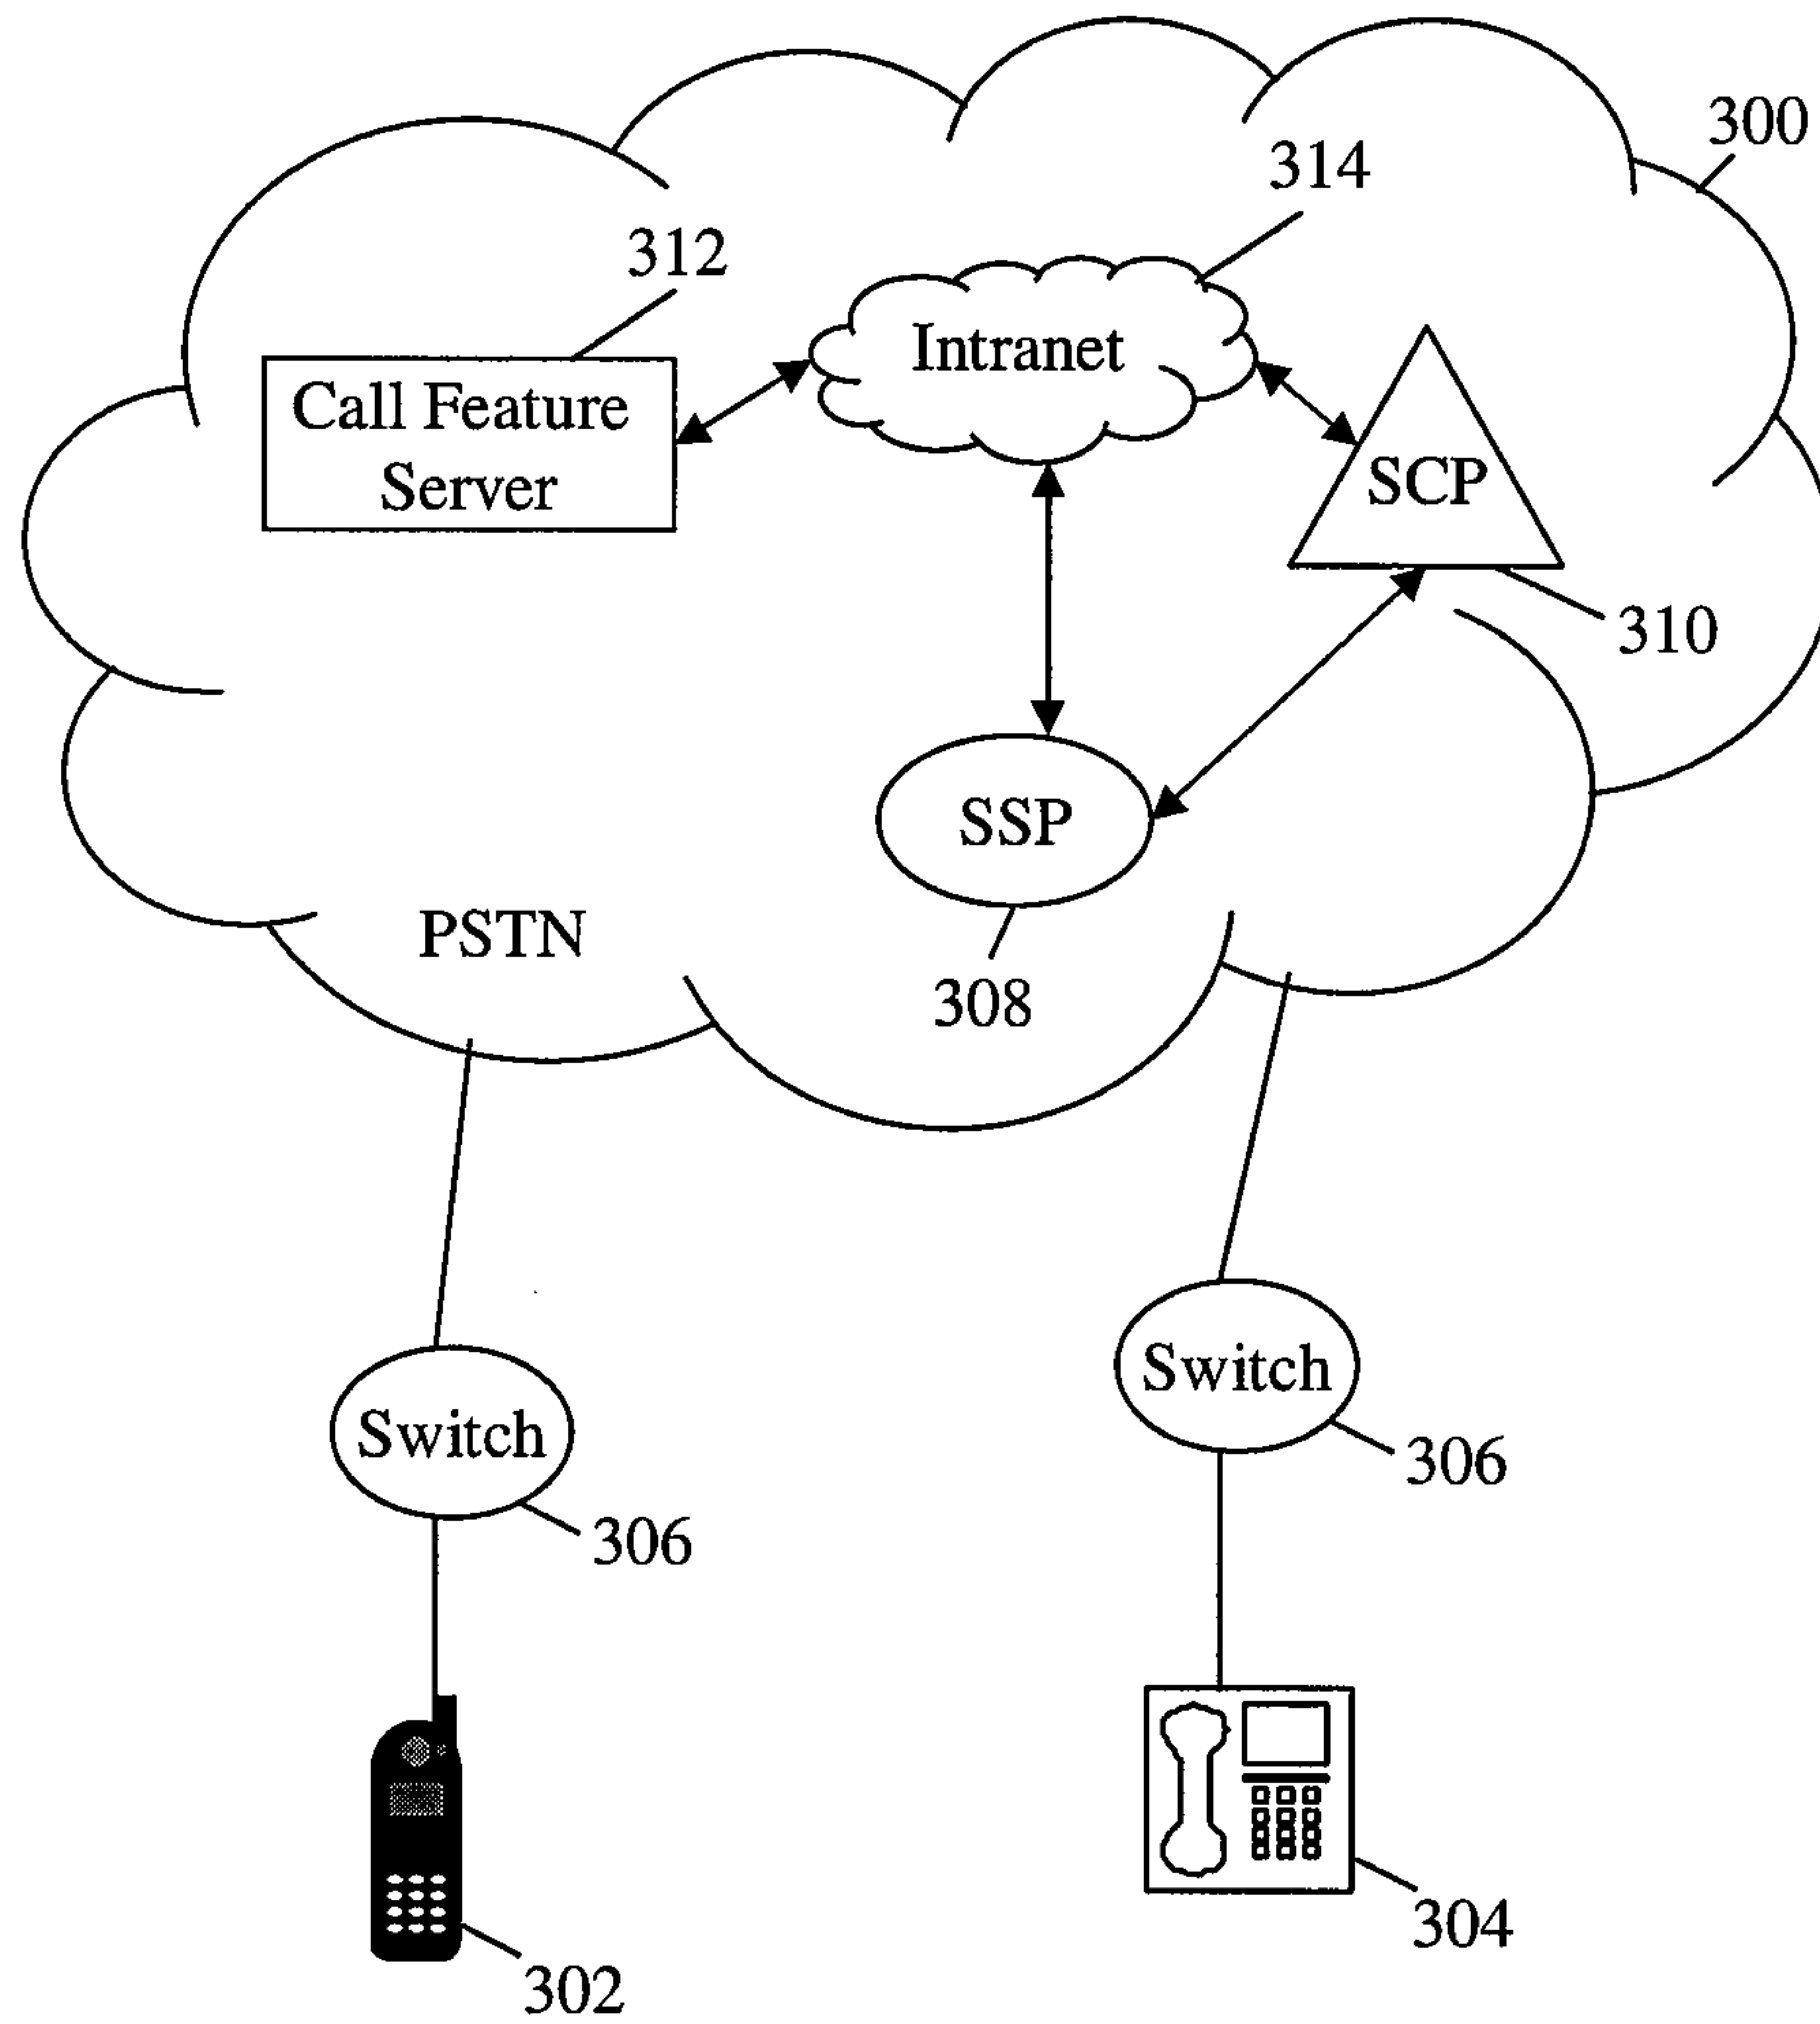 300
314
312
Intranet
Call Feature
Server
SCP
310
SSP
PSTN
308
Switch
306
Switch
306
304
302